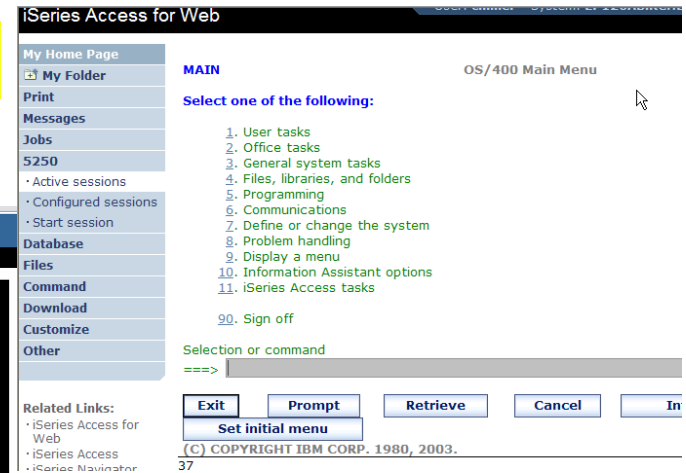 iSeries Access for Web
My Home Page
My Folder
Print
Messages
Jobs
5250
· Active sessions
· Configured sessions
· Start session
Database
Files
Command
Download
Customize
Other
Related Links:
· iSeries Access for
Web
· iSeries Access
· iSeries Navigator
MAIN OS/400 Main Menu
Select one of the following:
1. User tasks
2. Office tasks
3. General system tasks
4. Files, libraries, and folders
5. Programming
6. Communications
7. Define or change the system
8. Problem handling
9. Display a menu
10. Information Assistant options
11. iSeries Access tasks
90. Sign off
Selection or command
===>
Exit Prompt Retrieve Cancel
Set initial menu
(C) COPYRIGHT IBM CORP. 1980, 2003.
37